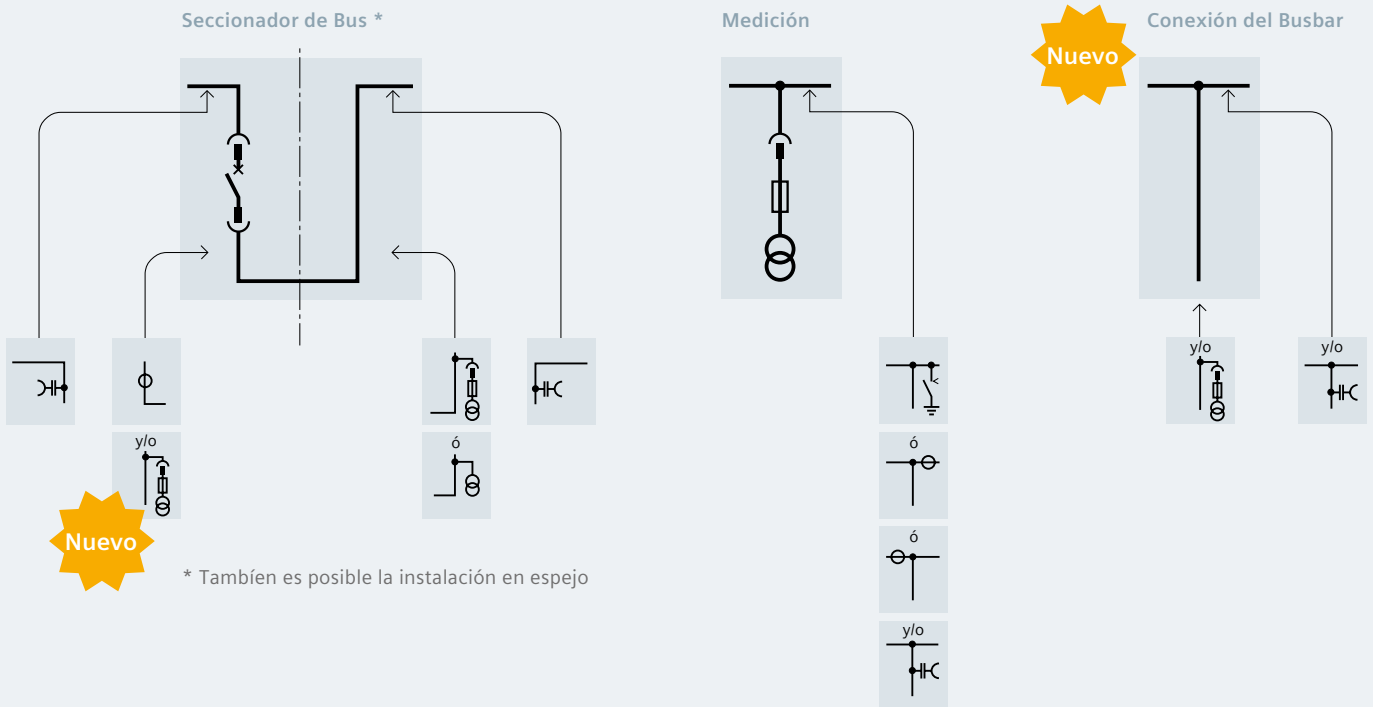 Seccionador de Bus *
Medición
Nuevo
Conexión del Busbar
y/o
ó
Nuevo
* Tambíen es posible la instalación en espejo
ó
ó
y/o
y/o
y/o